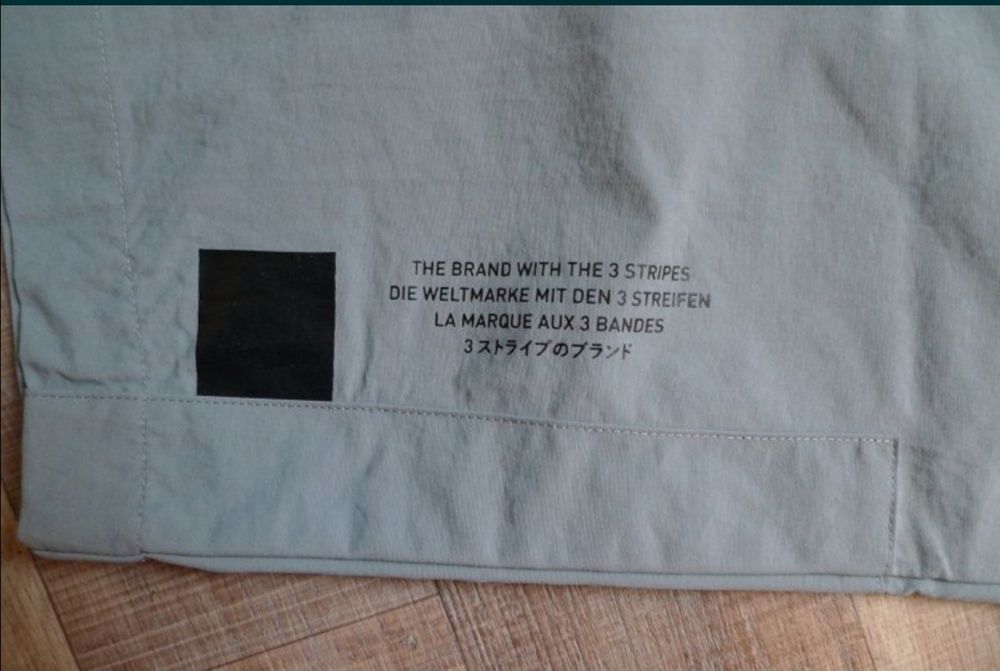 THE BRAND WITH THE 3 STRIPES
DIE WELTMARKE MIT DEN 3 STREIFEN
LA MARQUE AUX 3 BANDES
3ストライプのブランド